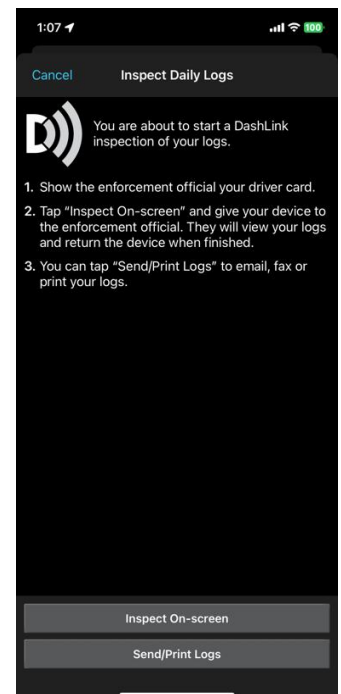 1:07
100
Cancel
Inspect Daily Logs
D
You are about to start a DashLink
inspection of your logs.
1. Show the enforcement official your driver card.
2. Tap “Inspect On-screen” and give your device to
the enforcement official. They will view your logs
and return the device when finished.
3. You can tap “Send/Print Logs” to email, fax or
print your logs.
Inspect On-screen
Send/Print Logs